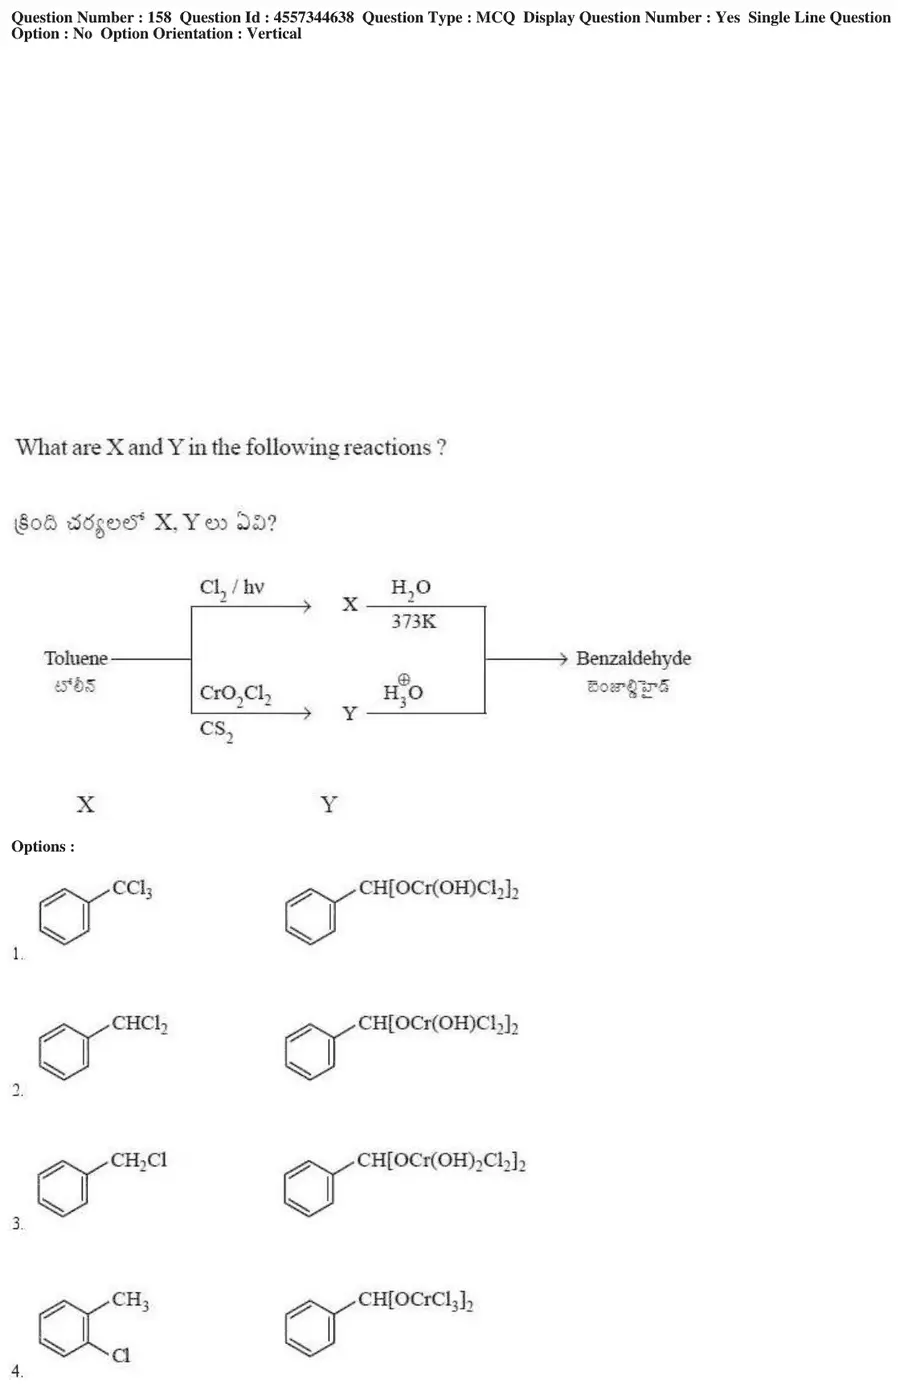 Question Number : 158 Question Id : 4557344638 Question Type : MCQ Display Question Number : Yes Single Line Question
Option : No Option Orientation : Vertical
What are X and Y in the following reactions ?
క్రింది చర్యలలో X, Y లు ఏవి?
Cl₂ / hν
X
H₂O
373K
Toluene
టోలీన్
Benzaldehyde
బెంజాల్డిహైడ్
CrO₂Cl₂
CS₂
Y
H₃O⊕
X Y
Options :
1. CCl₃ CH[OCr(OH)Cl₂]₂
2. CHCl₂ CH[OCr(OH)Cl₂]₂
3. CH₂Cl CH[OCr(OH)₂Cl₂]₂
4. CH₃ Cl CH[OCrCl₃]₂